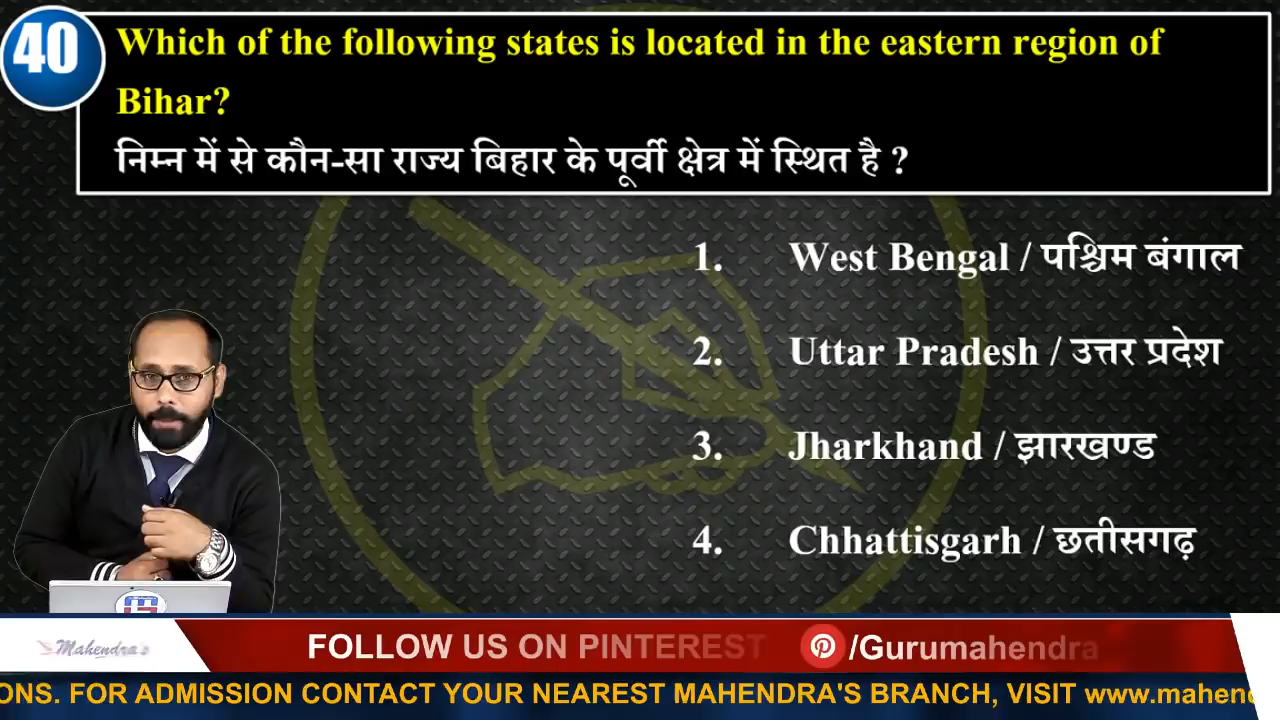 40
Which of the following states is located in the eastern region of
Bihar?
निम्न में से कौन-सा राज्य बिहार के पूर्वी क्षेत्र में स्थित है ?
1. West Bengal / पश्चिम बंगाल
2. Uttar Pradesh / उत्तर प्रदेश
3. Jharkhand / झारखण्ड
4. Chhattisgarh / छतीसगढ़
Mahendra's
FOLLOW US ON PINTEREST /Gurumahendra
ONS. FOR ADMISSION CONTACT YOUR NEAREST MAHENDRA'S BRANCH, VISIT www.mahend